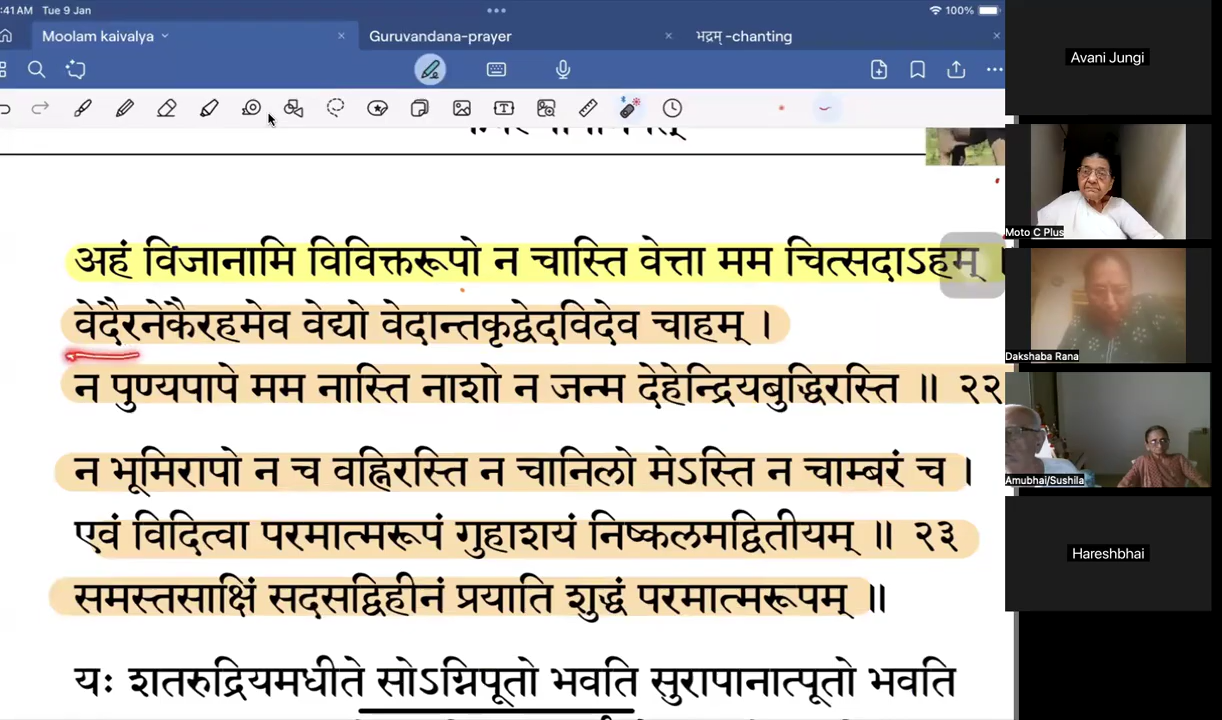 :41 AM Tue 9 Jan
100%
Moolam kaivalya
Guruvandana-prayer
भद्रम् -chanting
अहं विजानामि विविक्तरूपो न चास्ति वेत्ता मम चित्सदाऽहम् ।
वेदैरनेकैरहमेव वेद्यो वेदान्तकृद्वेदविदेव चाहम् ।
न पुण्यपापे मम नास्ति नाशो न जन्म देहेन्द्रियबुद्धिरस्ति ॥ २२
न भूमिरापो न च वह्निरस्ति न चानिलो मेऽस्ति न चाम्बरं च ।
एवं विदित्वा परमात्मरूपं गुहाशयं निष्कलमद्वितीयम् ॥ २३
समस्तसाक्षिं सदसद्विहीनं प्रयाति शुद्धं परमात्मरूपम् ॥
यः शतरुद्रियमधीते सोऽग्निपूतो भवति सुरापानात्पूतो भवति
Avani Jungi
Moto C Plus
Dakshaba Rana
Amubhai/Sushila
Hareshbhai